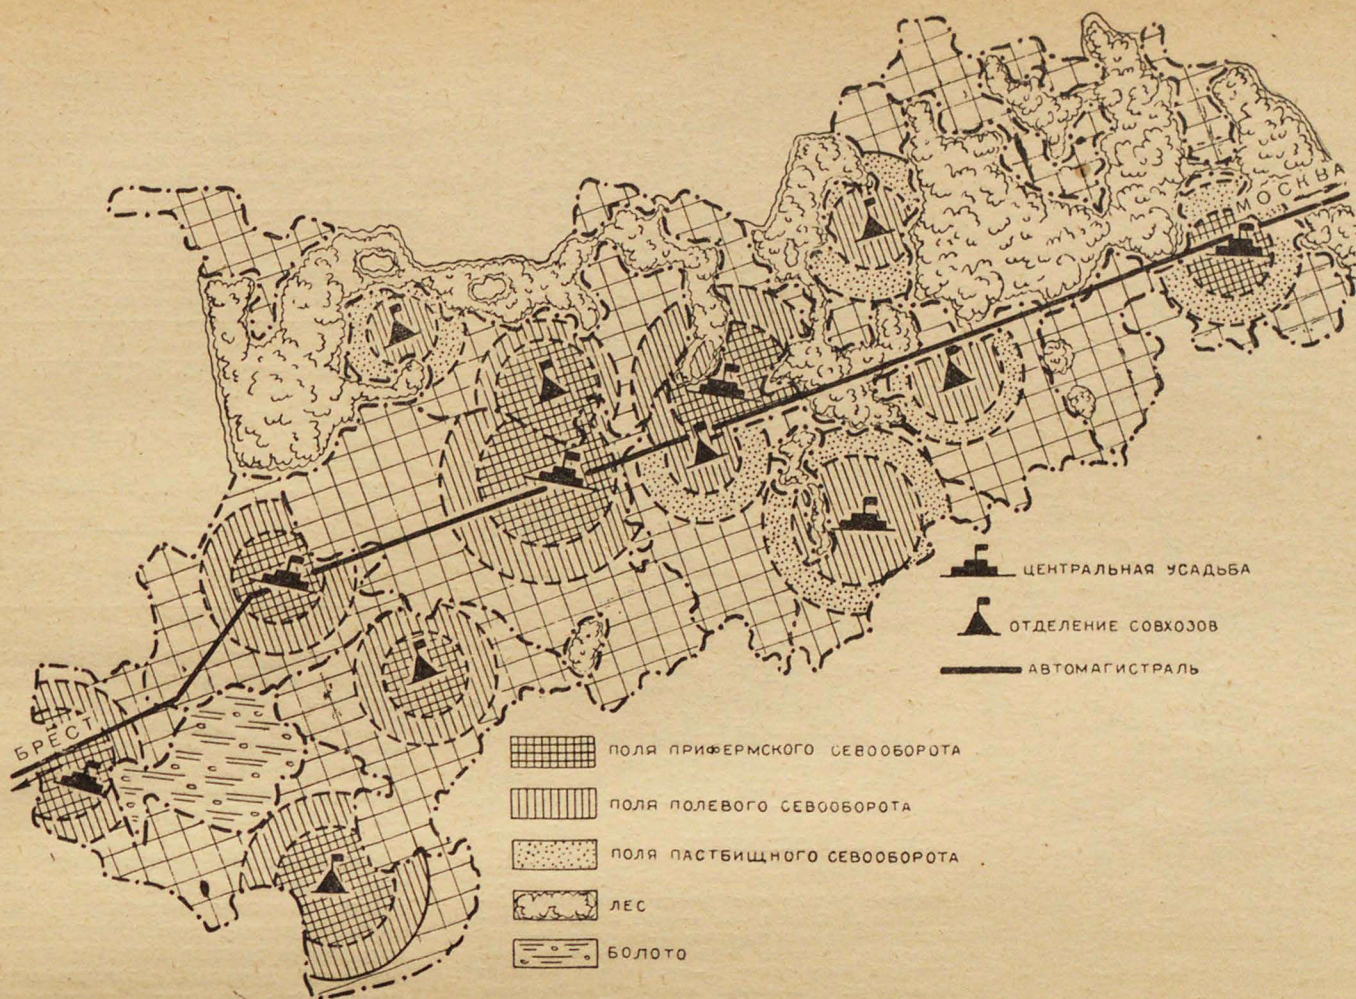 МОСКВА
БРЕСТ
ЦЕНТРАЛЬНАЯ УСАДЬБА
ОТДЕЛЕНИЕ СОВХОЗОВ
АВТОМАГИСТРАЛЬ
ПОЛЯ ПРИФЕРМСКОГО СЕВООБОРОТА
ПОЛЯ ПОЛЕВОГО СЕВООБОРОТА
ПОЛЯ ПАСТБИЩНОГО СЕВООБОРОТА
ЛЕС
БОЛОТО